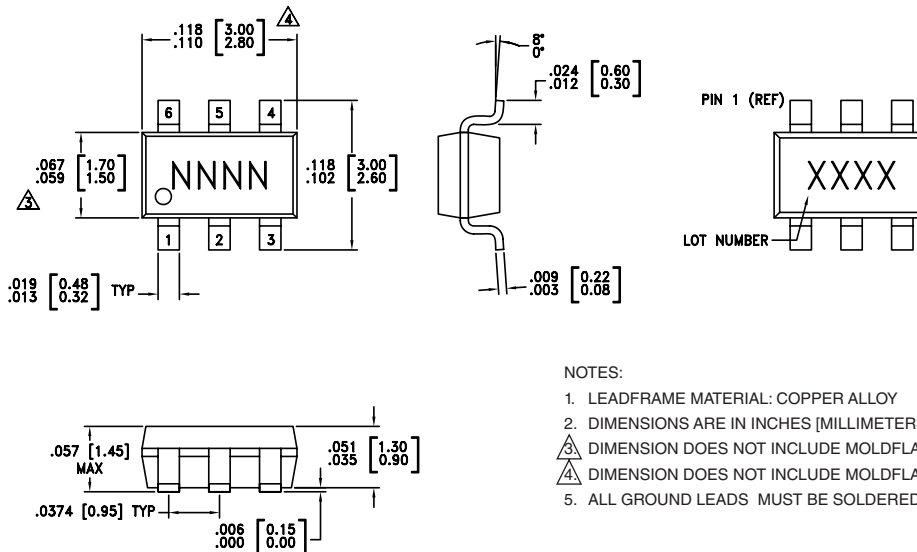 .118 [3.00]
.110 [2.80]
4
6 5 4
.067 [1.70]
.059 [1.50]
3
NNNN
.118 [3.00]
.102 [2.60]
1 2 3
.019 [0.48]
.013 [0.32] TYP
8°
0°
.024 [0.60]
.012 [0.30]
.009 [0.22]
.003 [0.08]
PIN 1 (REF)
XXXX
LOT NUMBER
.057 [1.45]
MAX
.051 [1.30]
.035 [0.90]
.0374 [0.95] TYP
.006 [0.15]
.000 [0.00]
NOTES:
1. LEADFRAME MATERIAL: COPPER ALLOY
2. DIMENSIONS ARE IN INCHES [MILLIMETER
3. DIMENSION DOES NOT INCLUDE MOLDFLA
4. DIMENSION DOES NOT INCLUDE MOLDFLA
5. ALL GROUND LEADS MUST BE SOLDERED